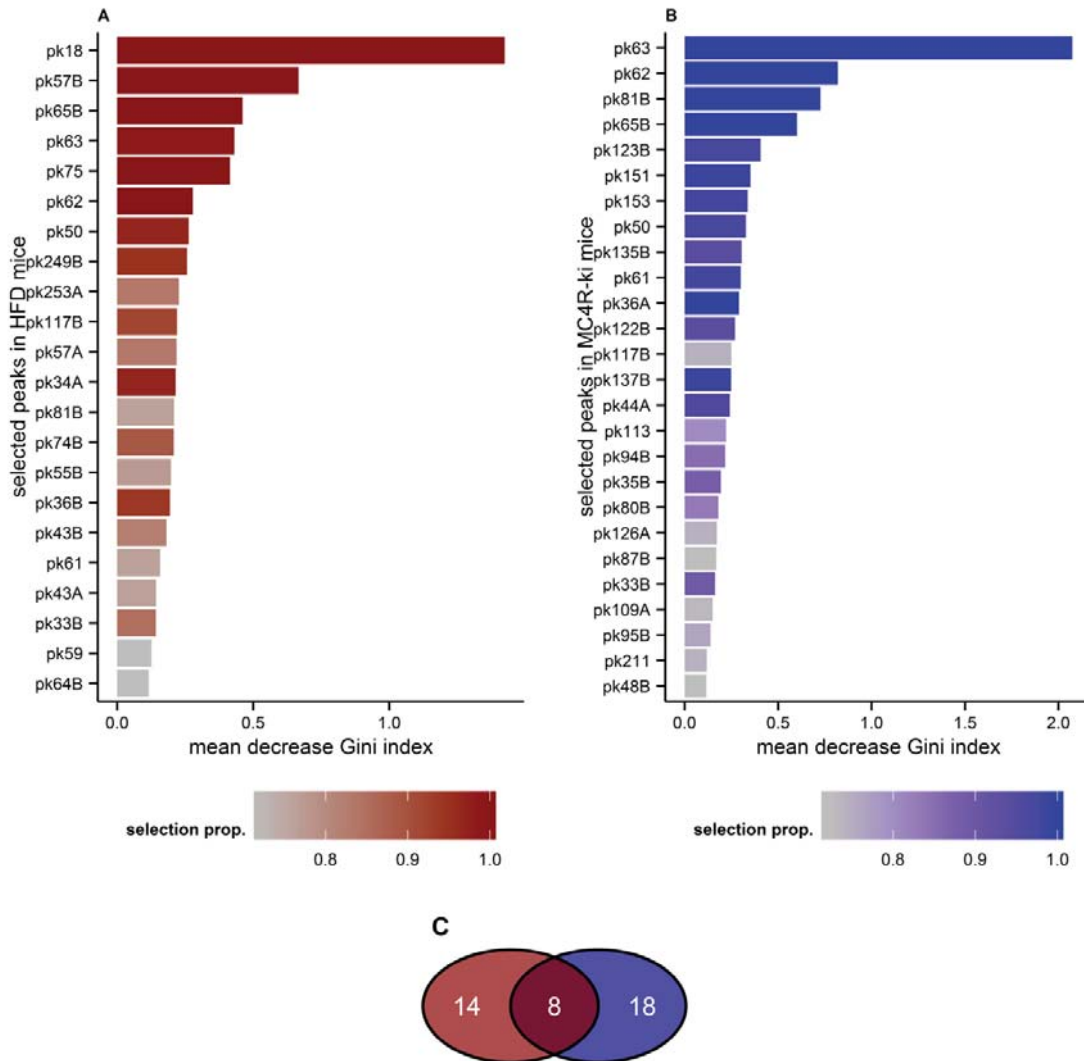 A
selected peaks in HFD mice
pk18
pk57B
pk65B
pk63
pk75
pk62
pk50
pk249B
pk253A
pk117B
pk57A
pk34A
pk81B
pk74B
pk55B
pk36B
pk43B
pk61
pk43A
pk33B
pk59
pk64B
0.0 0.5 1.0
mean decrease Gini index
selection prop.
0.8 0.9 1.0
B
selected peaks in MC4R-ki mice
pk63
pk62
pk81B
pk65B
pk123B
pk151
pk153
pk50
pk135B
pk61
pk36A
pk122B
pk117B
pk137B
pk44A
pk113
pk94B
pk35B
pk80B
pk126A
pk87B
pk33B
pk109A
pk95B
pk211
pk48B
0.0 0.5 1.0 1.5 2.0
mean decrease Gini index
selection prop.
0.8 0.9 1.0
C
14 8 18